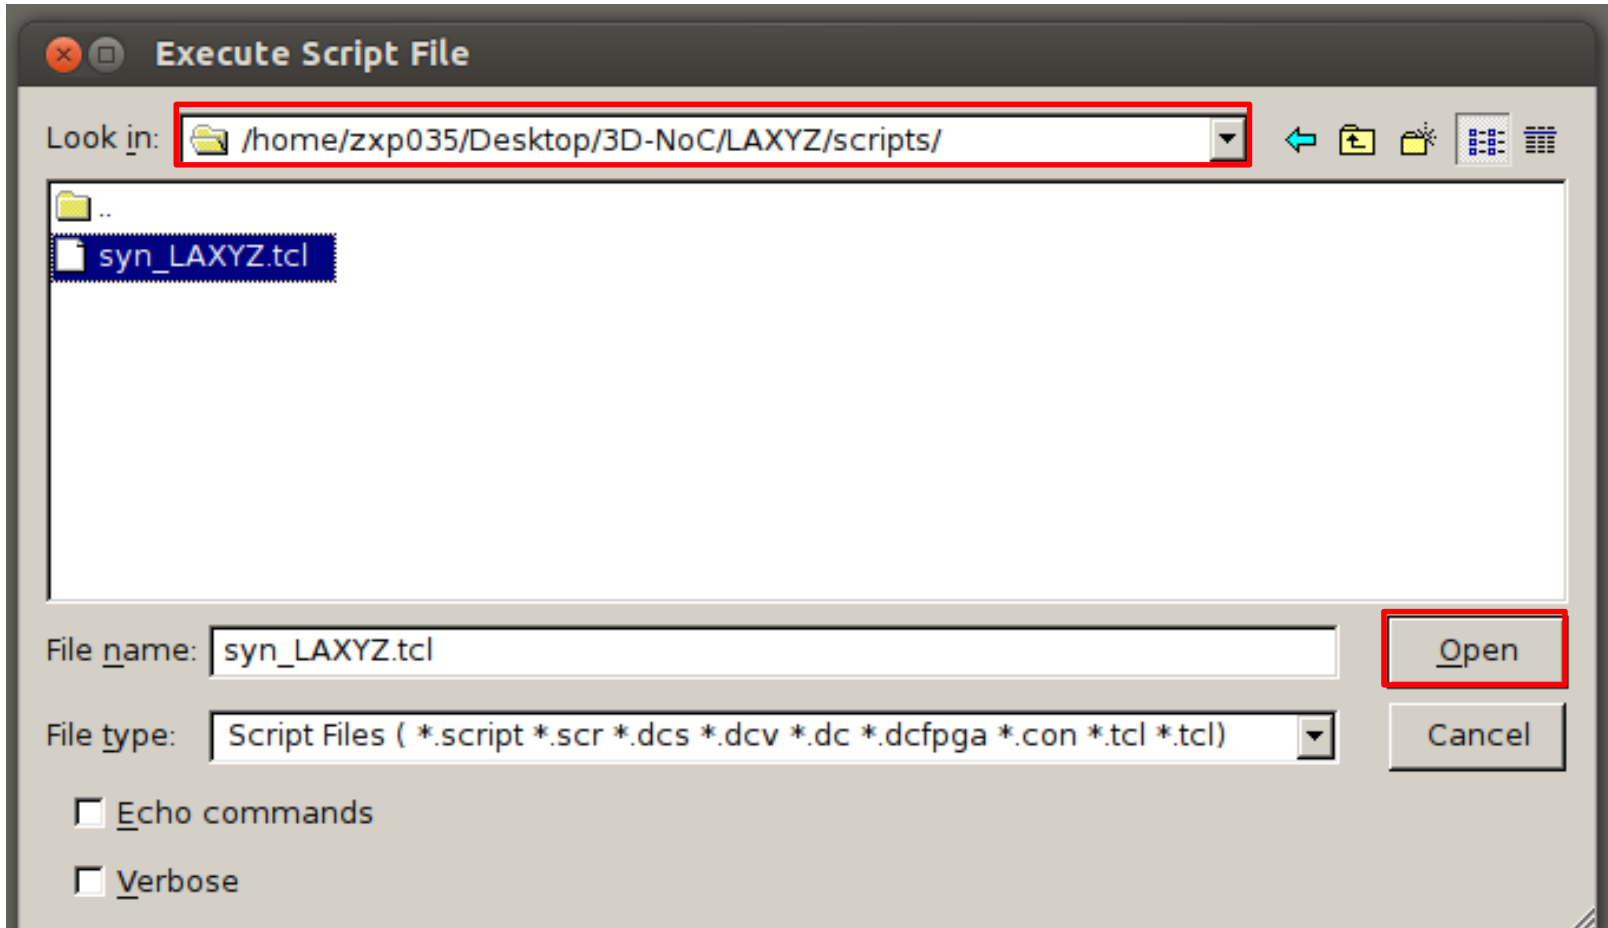 Execute Script File
Look in: /home/zxp035/Desktop/3D-NoC/LAXYZ/scripts/
..
syn_LAXYZ.tcl
File name: syn_LAXYZ.tcl Open
File type: Script Files ( *.script *.scr *.dcs *.dcv *.dc *.dcfpga *.con *.tcl *.tcl) Cancel
Echo commands
Verbose